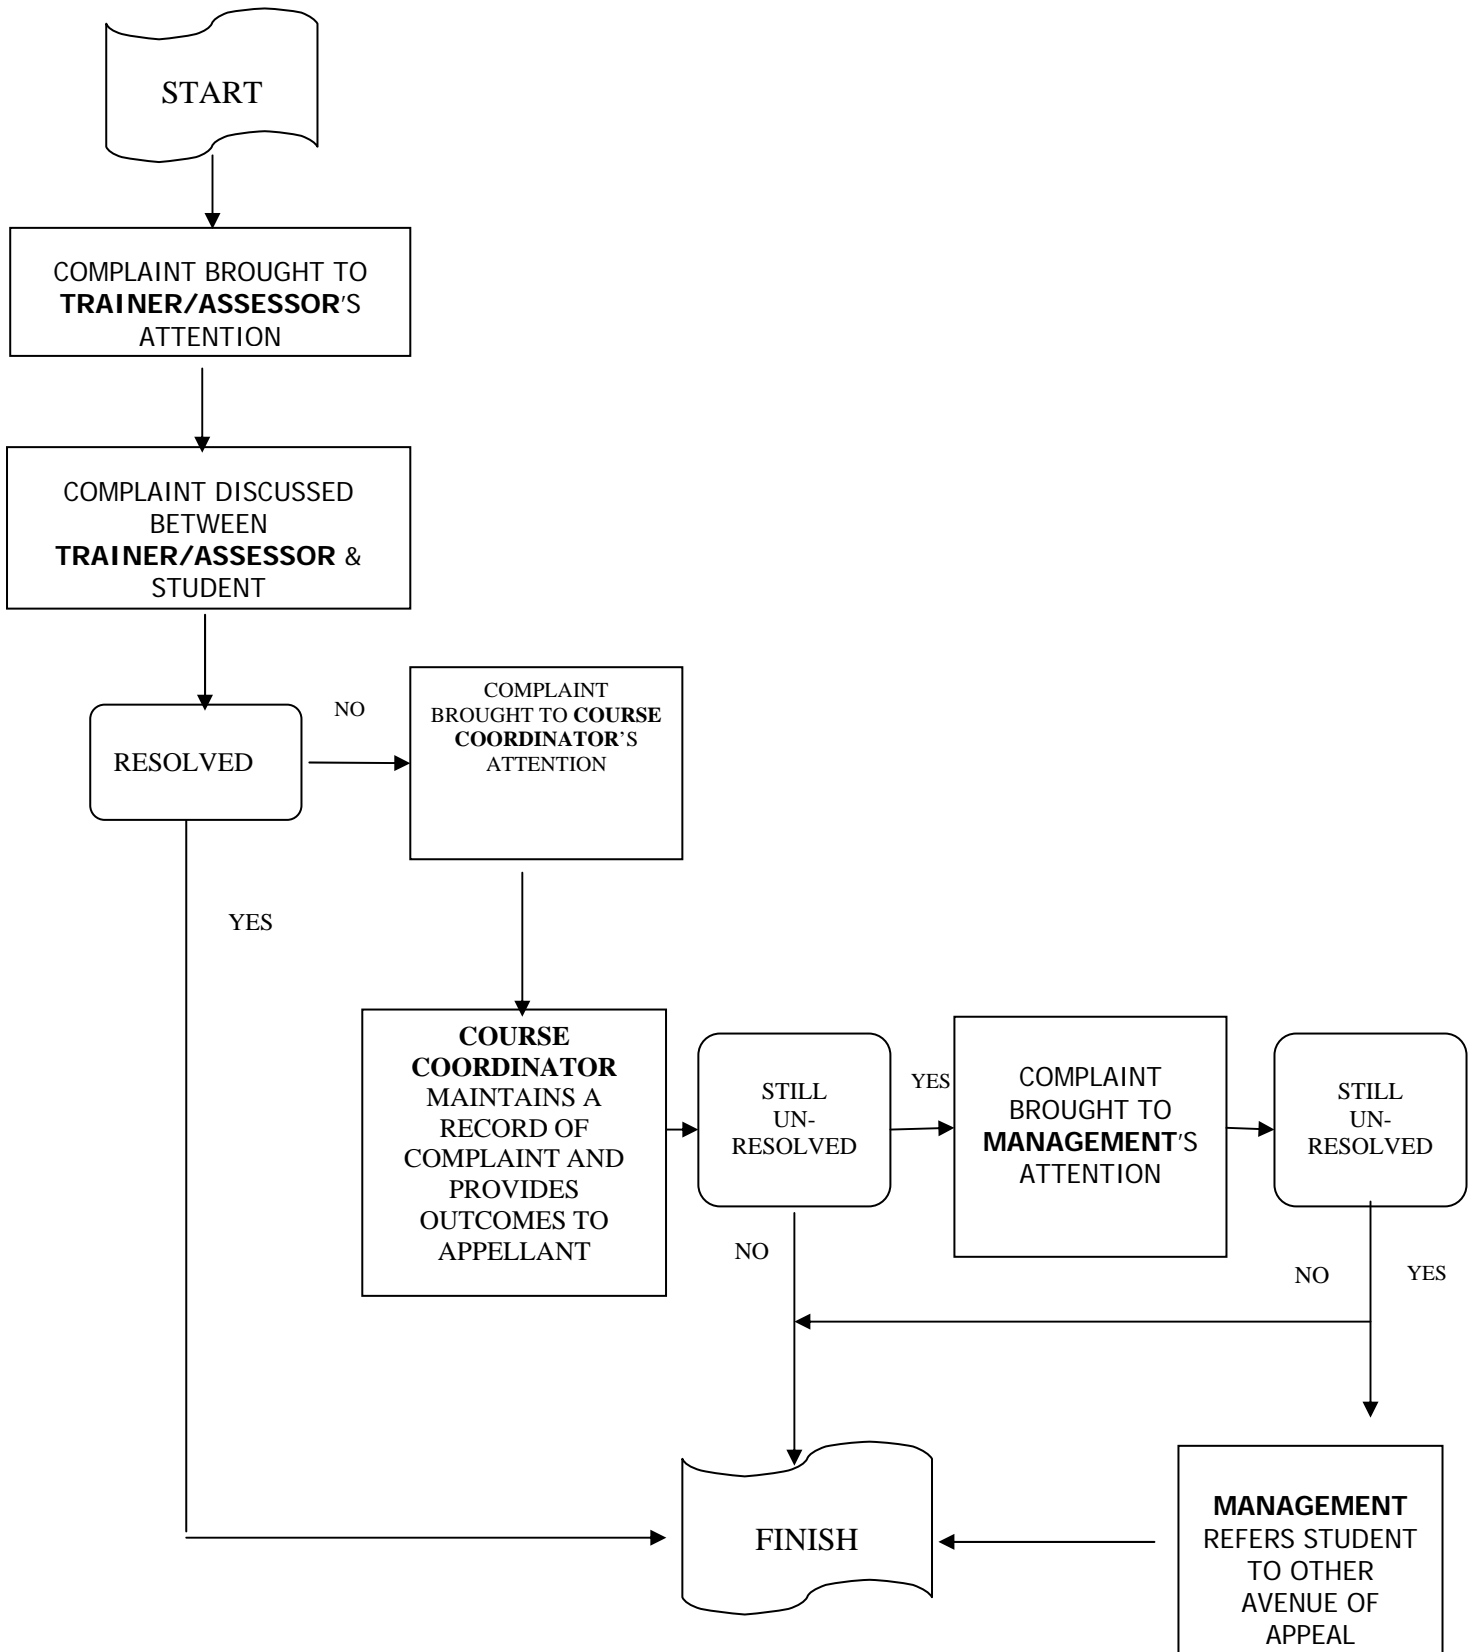 START
COMPLAINT BROUGHT TO
TRAINER/ASSESSOR'S
ATTENTION
COMPLAINT DISCUSSED
BETWEEN
TRAINER/ASSESSOR &
STUDENT
RESOLVED
NO
COMPLAINT
BROUGHT TO COURSE
COORDINATOR'S
ATTENTION
YES
COURSE
COORDINATOR
MAINTAINS A
RECORD OF
COMPLAINT AND
PROVIDES
OUTCOMES TO
APPELLANT
STILL
UN-
RESOLVED
YES
COMPLAINT
BROUGHT TO
MANAGEMENT'S
ATTENTION
STILL
UN-
RESOLVED
NO
NO
YES
FINISH
MANAGEMENT
REFERS STUDENT
TO OTHER
AVENUE OF
APPEAL